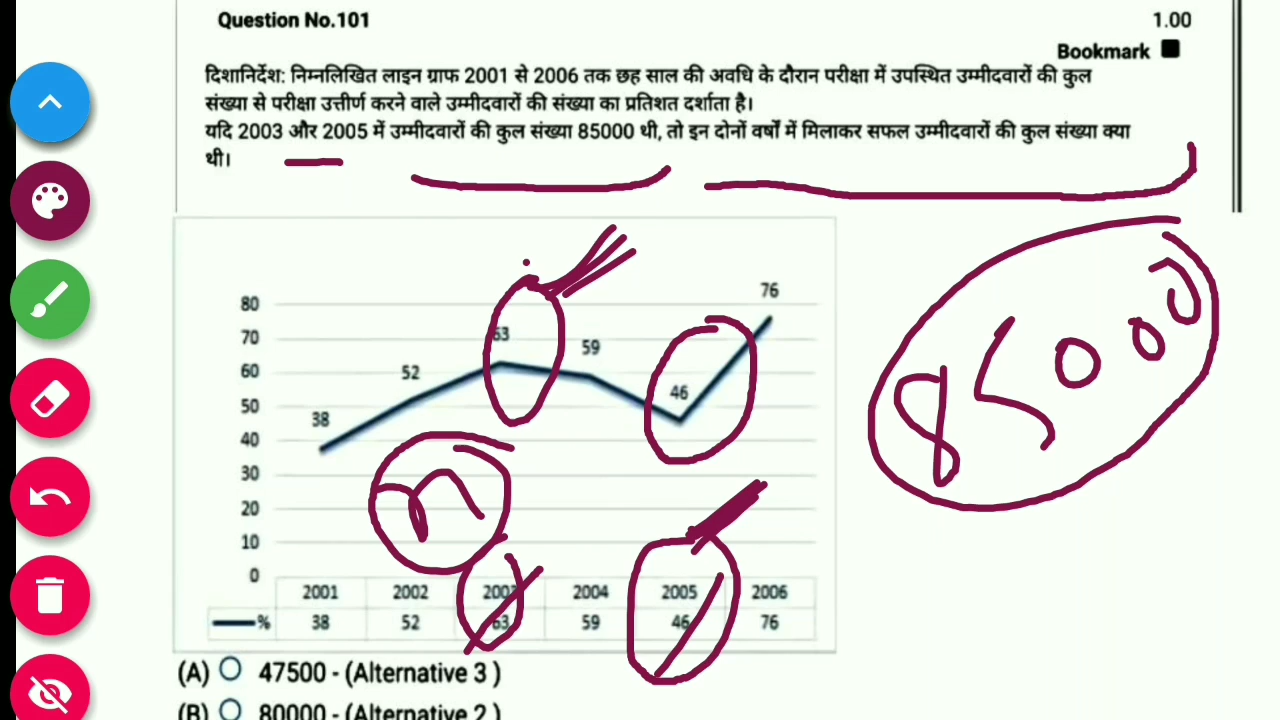 Question No.101
1.00
Bookmark
दिशानिर्देश: निम्नलिखित लाइन ग्राफ 2001 से 2006 तक छह साल की अवधि के दौरान परीक्षा में उपस्थित उम्मीदवारों की कुल
संख्या से परीक्षा उत्तीर्ण करने वाले उम्मीदवारों की संख्या का प्रतिशत दर्शाता है।
यदि 2003 और 2005 में उम्मीदवारों की कुल संख्या 85000 थी, तो इन दोनों वर्षों में मिलाकर सफल उम्मीदवारों की कुल संख्या क्या
थी।
85000
80
70
60
50
40
30
20
10
0
38
52
63
59
46
76
2001 2002 2003 2004 2005 2006
% 38 52 63 59 46 76
(A) 47500 - (Alternative 3 )
(B) 80000 - (Alternative 2 )